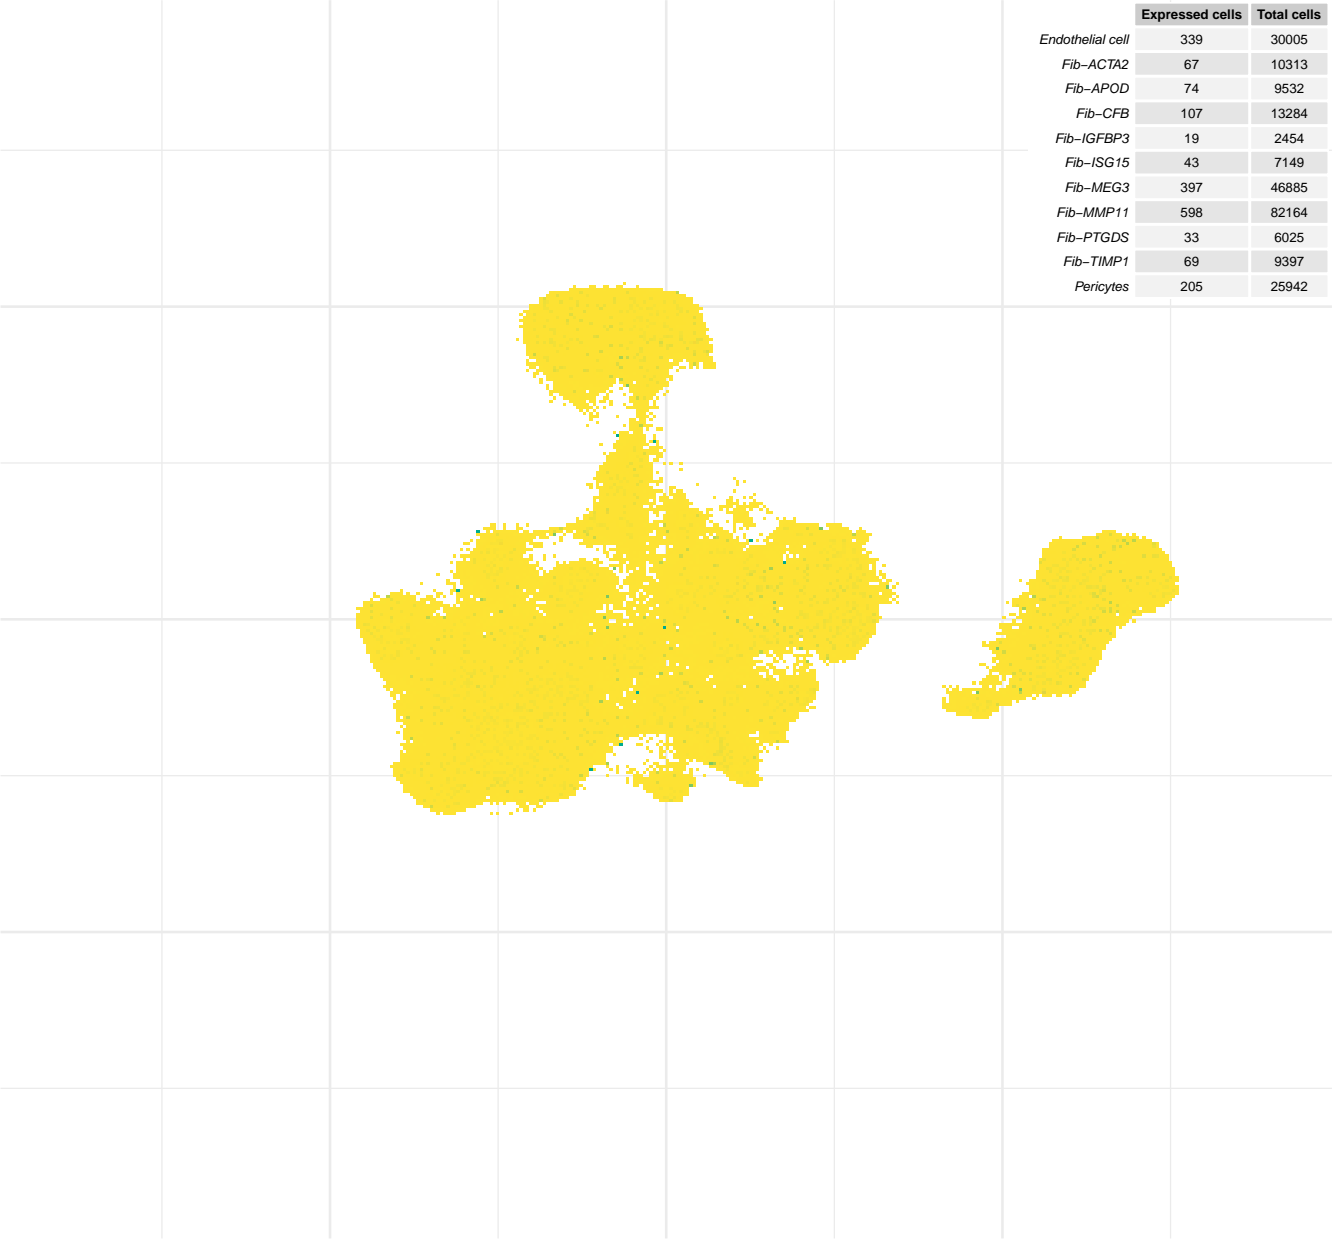 Expressed cells Total cells
Endothelial cell 339 30005
Fib−ACTA2 67 10313
Fib−APOD 74 9532
Fib−CFB 107 13284
Fib−IGFBP3 19 2454
Fib−ISG15 43 7149
Fib−MEG3 397 46885
Fib−MMP11 598 82164
Fib−PTGDS 33 6025
Fib−TIMP1 69 9397
Pericytes 205 25942